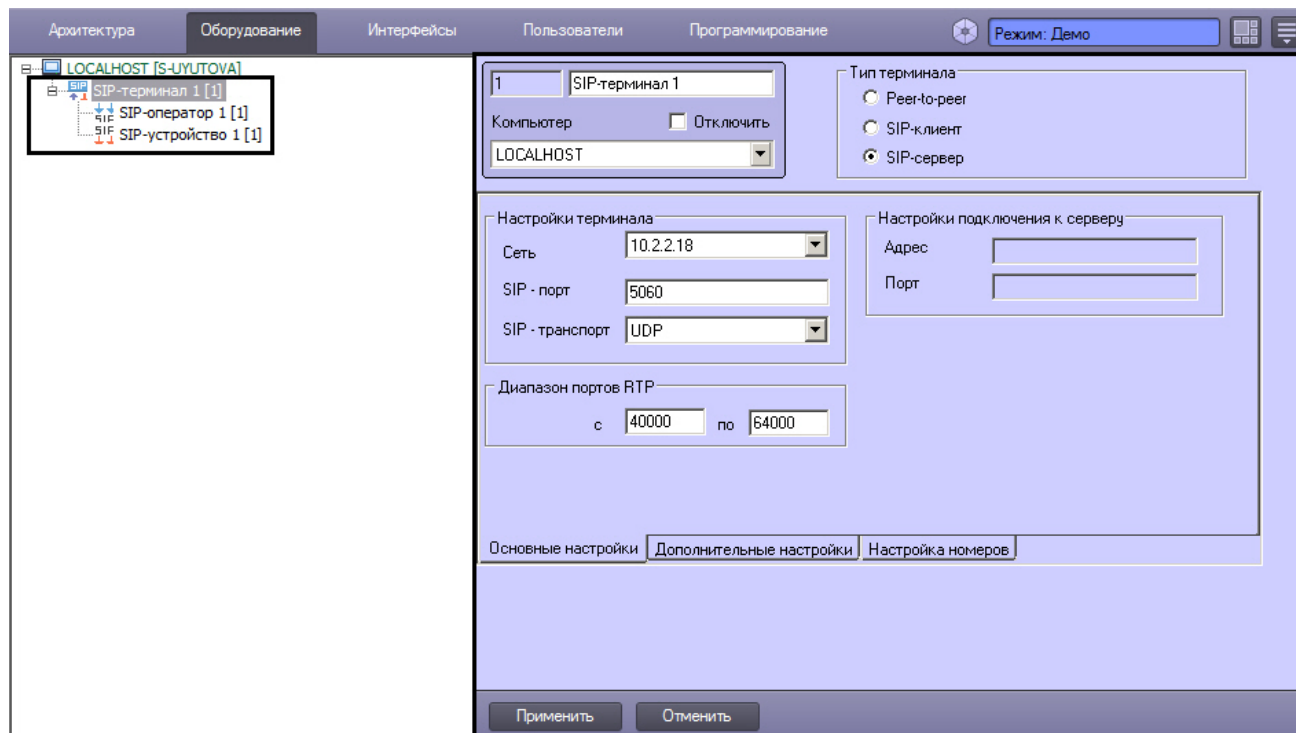 Архитектура Оборудование Интерфейсы Пользователи Программирование Режим: Демо
LOCALHOST [S-UYUTOVA]
SIP SIP-терминал 1 [1]
SIP SIP-оператор 1 [1]
SIP SIP-устройство 1 [1]
1 SIP-терминал 1
Компьютер Отключить
LOCALHOST
Тип терминала
Peer-to-peer
SIP-клиент
SIP-сервер
Настройки терминала
Сеть 10.2.2.18
SIP - порт 5060
SIP - транспорт UDP
Настройки подключения к серверу
Адрес
Порт
Диапазон портов RTP
с 40000 по 64000
Основные настройки Дополнительные настройки Настройка номеров
Применить Отменить